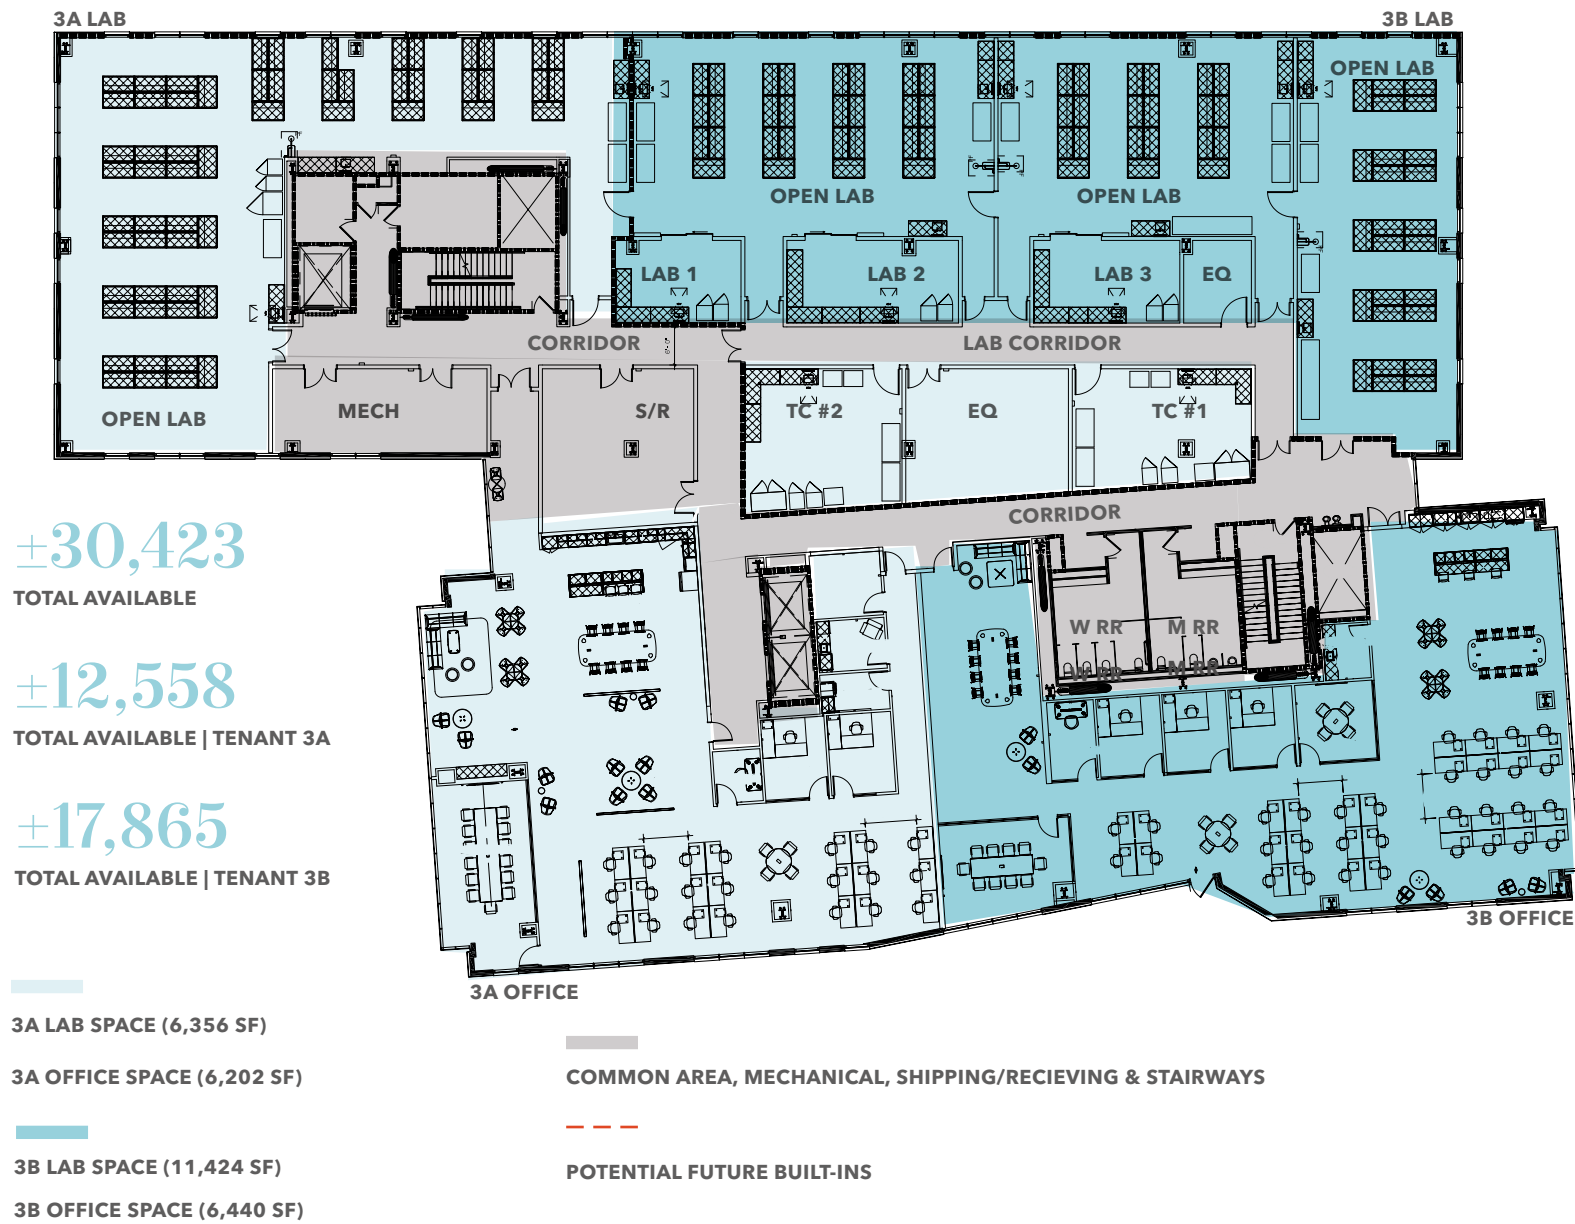 3A LAB
3B LAB
OPEN LAB
OPEN LAB
OPEN LAB
LAB 1
LAB 2
LAB 3
EQ
CORRIDOR
LAB CORRIDOR
OPEN LAB
MECH
S/R
TC #2
EQ
TC #1
CORRIDOR
±30,423
TOTAL AVAILABLE
W RR
M RR
W RR
M RR
±12,558
TOTAL AVAILABLE | TENANT 3A
±17,865
TOTAL AVAILABLE | TENANT 3B
3B OFFICE
3A OFFICE
3A LAB SPACE (6,356 SF)
3A OFFICE SPACE (6,202 SF)
COMMON AREA, MECHANICAL, SHIPPING/RECIEVING & STAIRWAYS
3B LAB SPACE (11,424 SF)
POTENTIAL FUTURE BUILT-INS
3B OFFICE SPACE (6,440 SF)